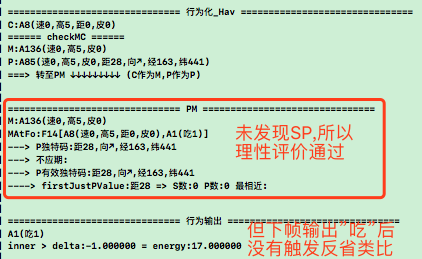 ============================== 行为化_Hav ==============================
C:A8(速0,高5,距0,皮0)
====== checkMC ======
M:A136(速0,高5,皮0)
P:A85(速0,高5,皮0,距28,向↗,经163,纬441)
===> 转至PM ↓↓↓↓↓↓↓↓↓ (C作为M,P作为P)
============================== PM ==============================
M:A136(速0,高5,皮0)
MAtFo:F14[A8(速0,高5,距0,皮0),A1(吃1)]
---> P独特码:距28,向↗,经163,纬441
---> 不应期:
---> P有效独特码:距28,向↗,经163,纬441
----> firstJustPValue:距28 => S数:0 P数:0 最相近:
未发现SP,所以
理性评价通过
============================== 行为输出 ==============================
A1(吃1)
inner > delta:-1.000000 = energy:17.000000
但下帧输出"吃"后
没有触发反省类比